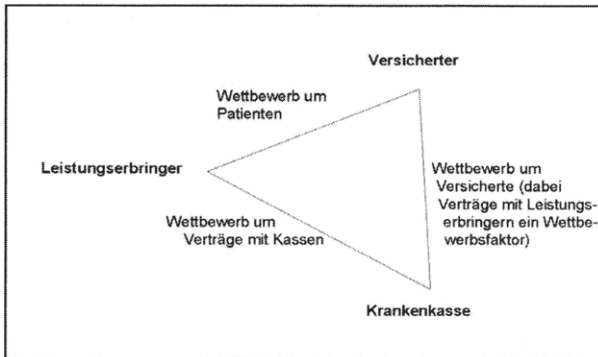 Versicherter
Wettbewerb um
Patienten
Leistungserbringer
Wettbewerb um
Versicherte (dabei
Verträge mit Leistungs-
erbringern ein Wettbe-
werbsfaktor)
Wettbewerb um
Verträge mit Kassen
Krankenkasse